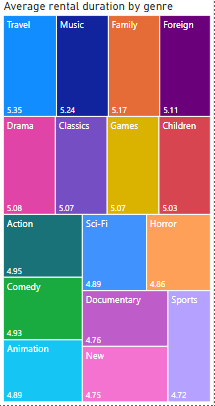 Average rental duration by genre
Travel
5.35
Music
5.24
Family
5.17
Foreign
5.11
Drama
5.08
Classics
5.07
Games
5.07
Children
5.03
Action
4.95
Comedy
4.93
Animation
4.89
Sci-Fi
4.89
Horror
4.86
Documentary
4.76
New
4.75
Sports
4.72